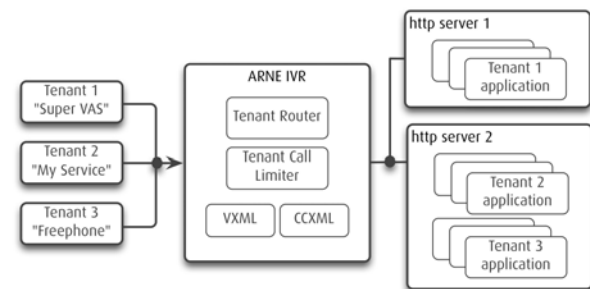 Tenant 1
"Super VAS"
Tenant 2
"My Service"
Tenant 3
"Freephone"
ARNE IVR
Tenant Router
Tenant Call
Limiter
VXML
CCXML
http server 1
Tenant 1
application
http server 2
Tenant 2
application
Tenant 3
application